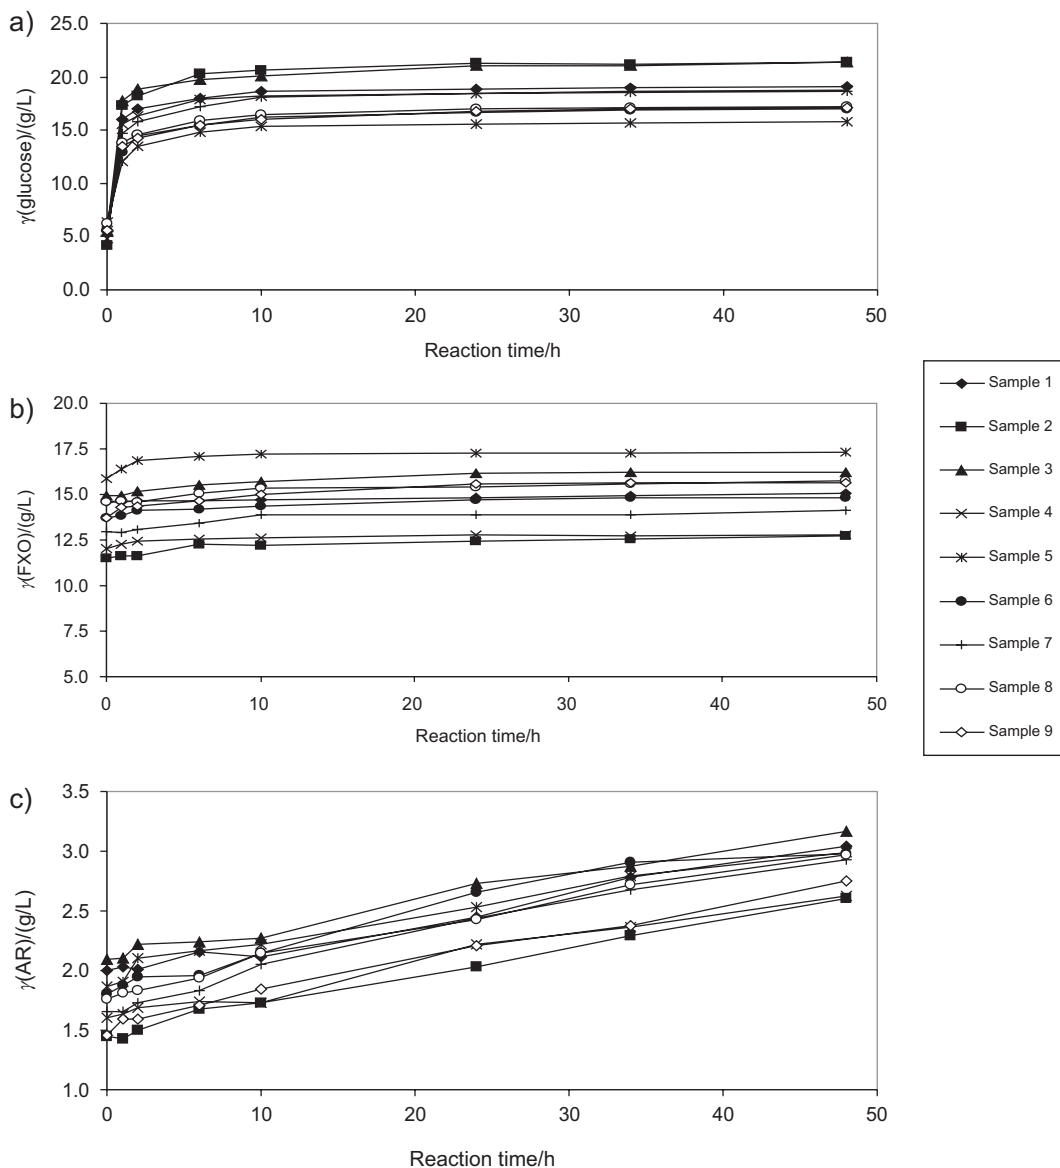 a)
25.0
20.0
15.0
10.0
5.0
0.0
γ(glucose)/(g/L)
0 10 20 30 40 50
Reaction time/h
b)
20.0
17.5
15.0
12.5
10.0
7.5
5.0
γ(FXO)/(g/L)
0 10 20 30 40 50
Reaction time/h
Sample 1
Sample 2
Sample 3
Sample 4
Sample 5
Sample 6
Sample 7
Sample 8
Sample 9
c)
3.5
3.0
2.5
2.0
1.5
1.0
γ(AR)/(g/L)
0 10 20 30 40 50
Reaction time/h